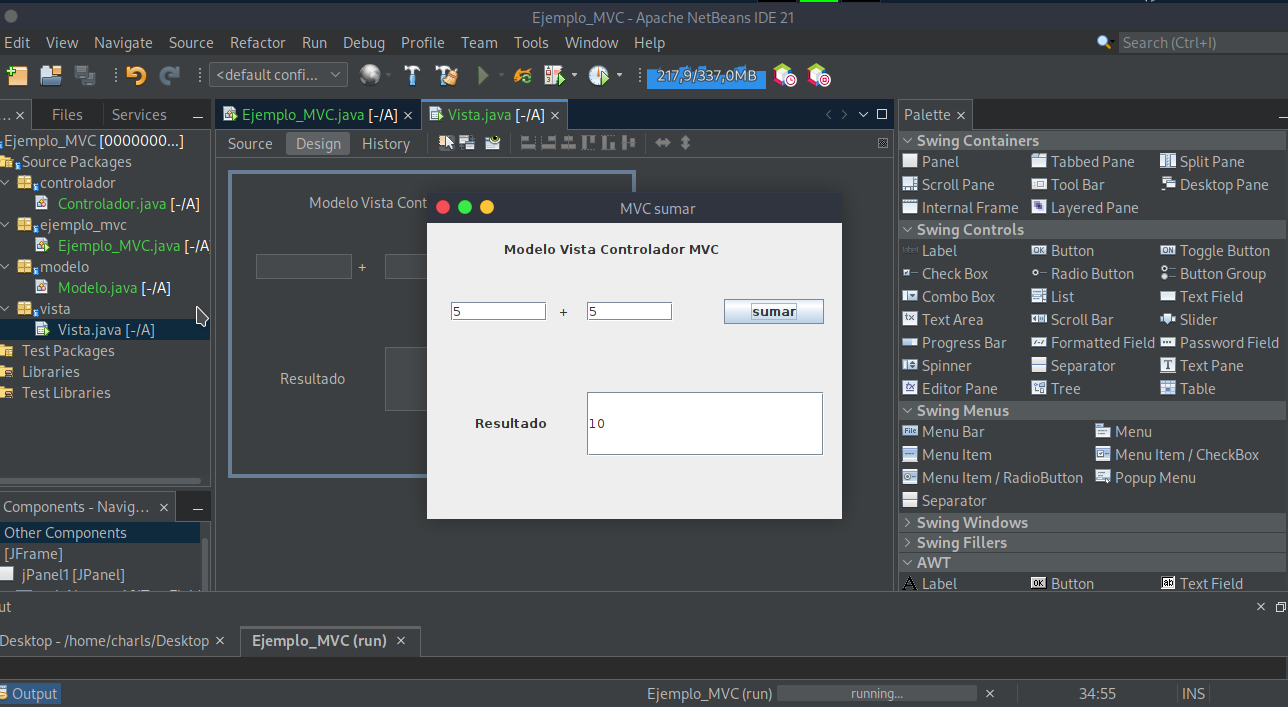 Ejemplo_MVC - Apache NetBeans IDE 21
Edit View Navigate Source Refactor Run Debug Profile Team Tools Window Help
Search (Ctrl+I)
<default confi...
217,9/337,0MB
... Files Services
Ejemplo_MVC.java [-/A]
Vista.java [-/A]
Palette
Source Design History
Ejemplo_MVC [0000000...]
Source Packages
controlador
Controlador.java [-/A]
ejemplo_mvc
Ejemplo_MVC.java [-/A
modelo
Modelo.java [-/A]
vista
Vista.java [-/A]
Test Packages
Libraries
Test Libraries
Components - Navig...
Other Components
[JFrame]
jPanel1 [JPanel]
Modelo Vista Cont
+
Resultado
MVC sumar
Modelo Vista Controlador MVC
5 + 5 sumar
Resultado 10
Swing Containers
Panel Tabbed Pane Split Pane
Scroll Pane Tool Bar Desktop Pane
Internal Frame Layered Pane
Swing Controls
Label Button Toggle Button
Check Box Radio Button Button Group
Combo Box List Text Field
Text Area Scroll Bar Slider
Progress Bar Formatted Field Password Field
Spinner Separator Text Pane
Editor Pane Tree Table
Swing Menus
Menu Bar Menu
Menu Item Menu Item / CheckBox
Menu Item / RadioButton Popup Menu
Separator
Swing Windows
Swing Fillers
AWT
Label Button Text Field
ut
Desktop - /home/charls/Desktop
Ejemplo_MVC (run)
Output
Ejemplo_MVC (run) running... 34:55 INS